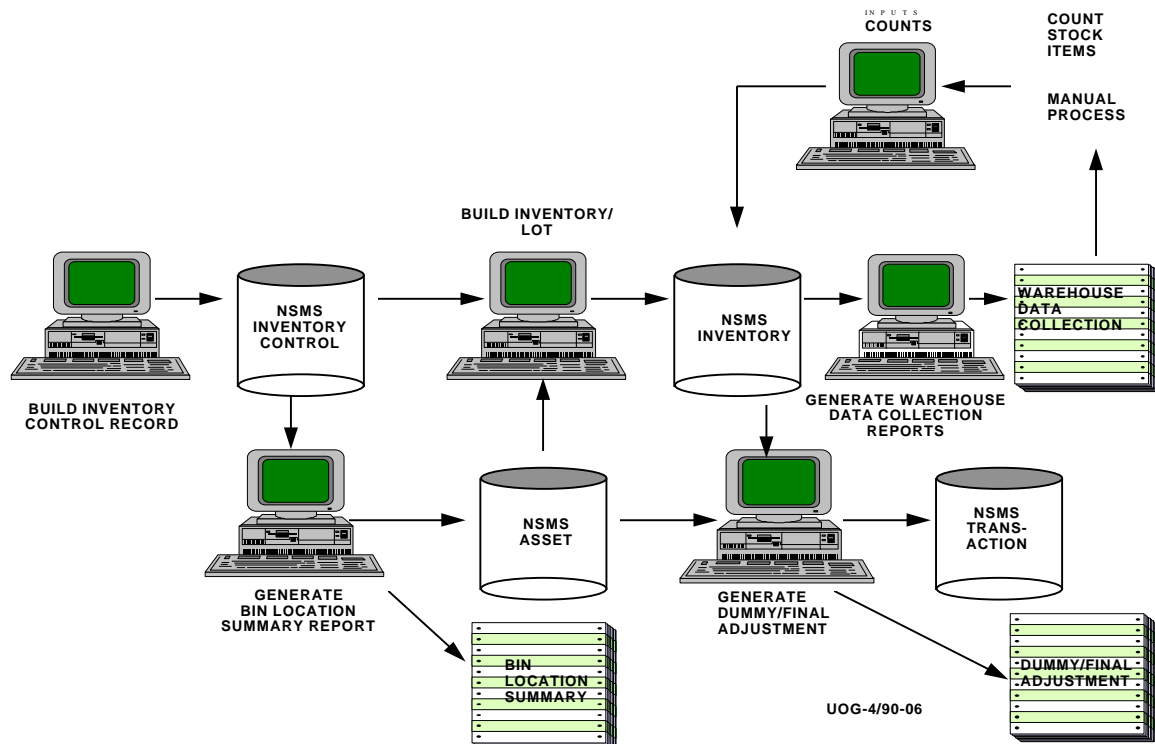 INPUTS
COUNTS
COUNT
STOCK
ITEMS
MANUAL
PROCESS
BUILD INVENTORY/
LOT
NSMS
INVENTORY
CONTROL
NSMS
INVENTORY
WAREHOUSE
DATA
COLLECTION
BUILD INVENTORY
CONTROL RECORD
GENERATE WAREHOUSE
DATA COLLECTION
REPORTS
NSMS
ASSET
NSMS
TRANS-
ACTION
GENERATE
BIN LOCATION
SUMMARY REPORT
GENERATE
DUMMY/FINAL
ADJUSTMENT
BIN
LOCATION
SUMMARY
DUMMY/FINAL
ADJUSTMENT
UOG-4/90-06